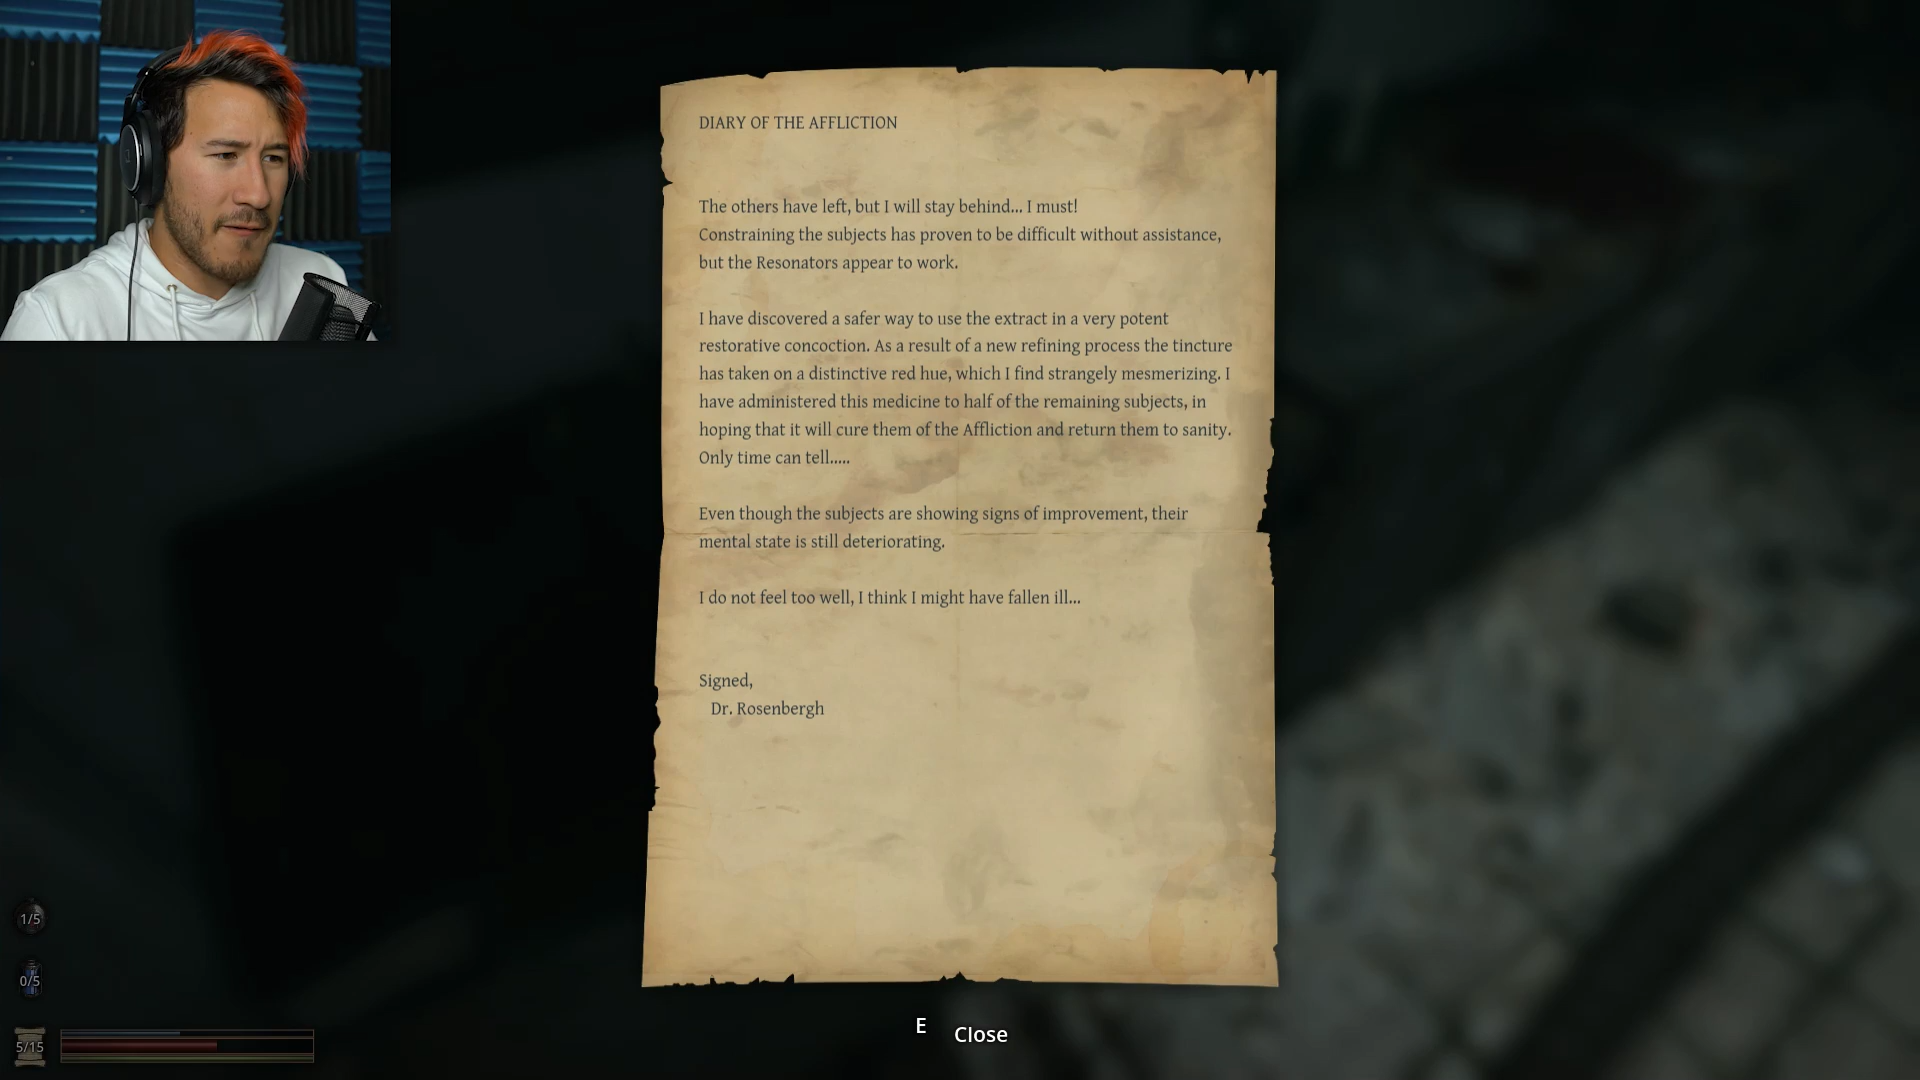 DIARY OF THE AFFLICTION
The others have left, but I will stay behind... I must!
Constraining the subjects has proven to be difficult without assistance,
but the Resonators appear to work.
I have discovered a safer way to use the extract in a very potent
restorative concoction. As a result of a new refining process the tincture
has taken on a distinctive red hue, which I find strangely mesmerizing. I
have administered this medicine to half of the remaining subjects, in
hoping that it will cure them of the Affliction and return them to sanity.
Only time can tell.....
Even though the subjects are showing signs of improvement, their
mental state is still deteriorating.
I do not feel too well, I think I might have fallen ill...
Signed,
Dr. Rosenbergh
1/5
0/5
5/15
E Close